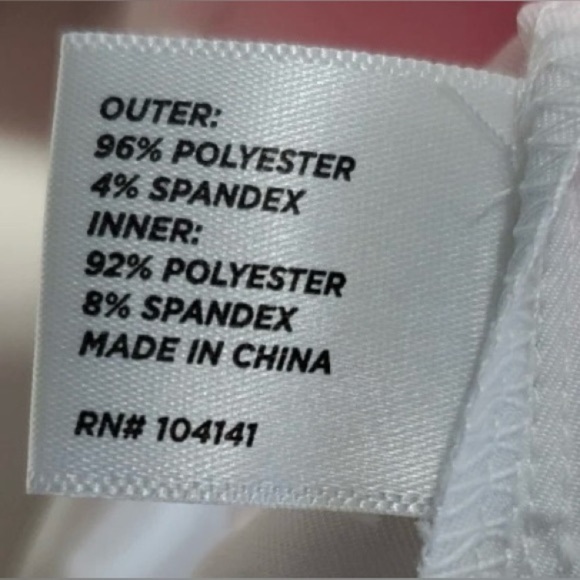 OUTER:
96% POLYESTER
4% SPANDEX
INNER:
92% POLYESTER
8% SPANDEX
MADE IN CHINA
RN# 104141